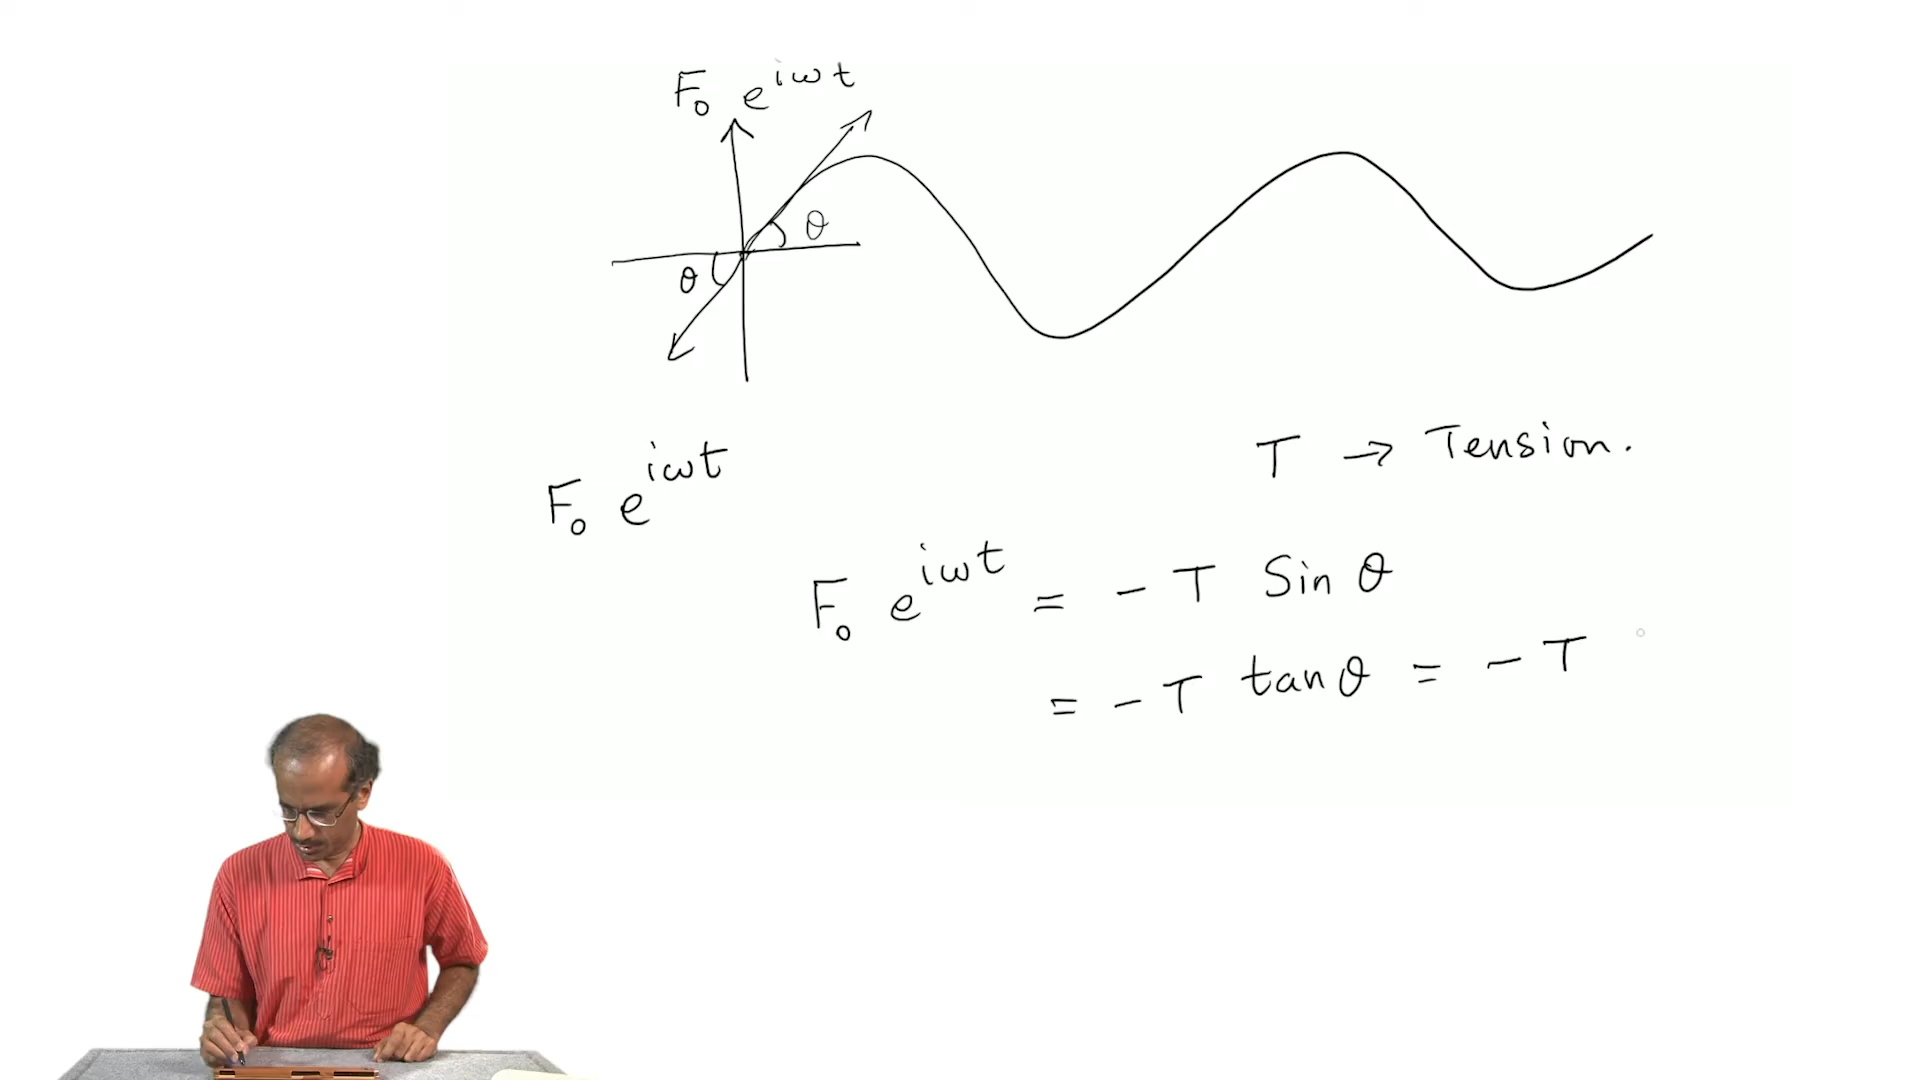 F₀ e^{iωt}
θ
θ
F₀ e^{iωt}
T → Tension.
F₀ e^{iωt} = - T Sin θ
= - T tan θ = - T